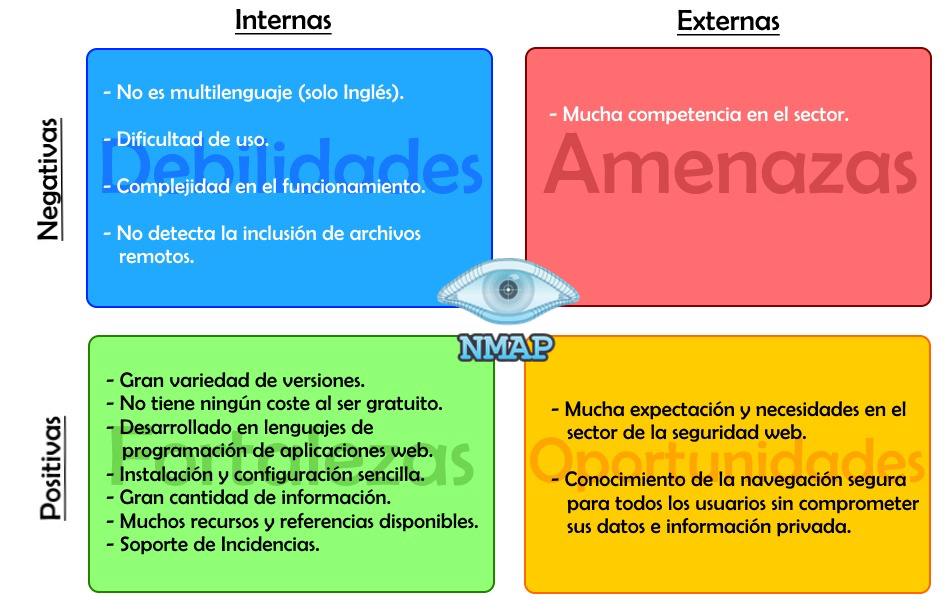 Internas
Externas
Negativas
- No es multilenguaje (solo Inglés).
- Dificultad de uso.
Debilidades
- Complejidad en el funcionamiento.
- No detecta la inclusión de archivos
remotos.
- Mucha competencia en el sector.
Amenazas
NMAP
Positivas
- Gran variedad de versiones.
- No tiene ningún coste al ser gratuito.
- Desarrollado en lenguajes de
programación de aplicaciones web.
Fortalezas
- Instalación y configuración sencilla.
- Gran cantidad de información.
- Muchos recursos y referencias disponibles.
- Soporte de Incidencias.
- Mucha expectación y necesidades en el
sector de la seguridad web.
Oportunidades
- Conocimiento de la navegación segura
para todos los usuarios sin comprometer
sus datos e información privada.